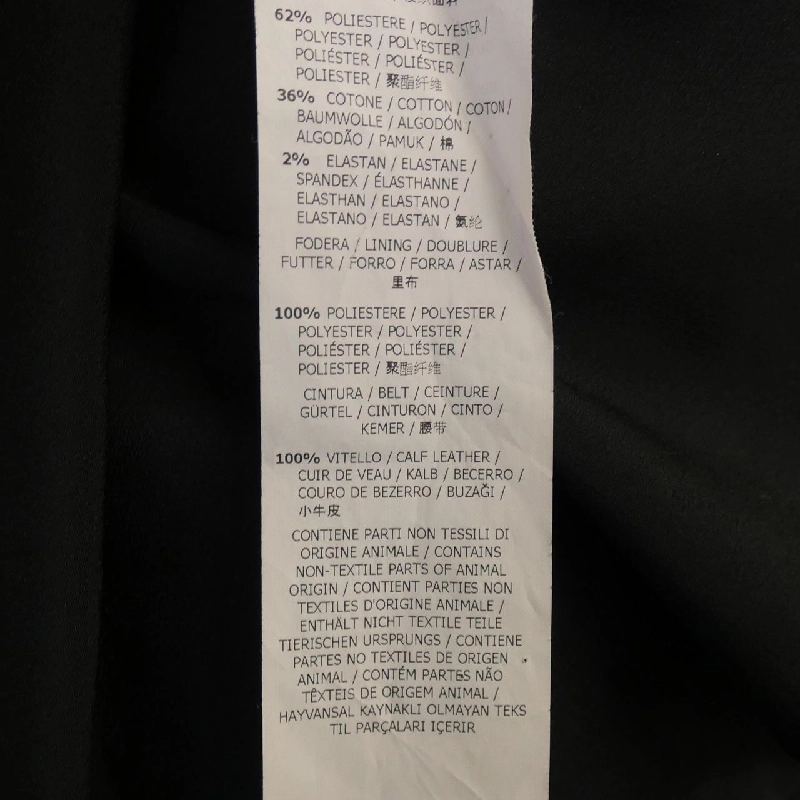 62% POLIESTERE / POLYESTER /
POLYESTER / POLYESTER /
POLIÉSTER / POLIÉSTER /
POLIESTER / 聚酯纤维
36% COTONE / COTTON / COTON /
BAUMWOLLE / ALGODÓN /
ALGODÃO / PAMUK / 棉
2% ELASTAN / ELASTANE /
SPANDEX / ÉLASTHANNE /
ELASTHAN / ELASTANO /
ELASTANO / ELASTAN / 氨纶
FODERA / LINING / DOUBLURE /
FUTTER / FORRO / FORRA / ASTAR /
里布
100% POLIESTERE / POLYESTER /
POLYESTER / POLYESTER /
POLIÉSTER / POLIÉSTER /
POLIESTER / 聚酯纤维
CINTURA / BELT / CEINTURE /
GÜRTEL / CINTURON / CINTO /
KEMER / 腰带
100% VITELLO / CALF LEATHER /
CUIR DE VEAU / KALB / BECERRO /
COURO DE BEZERRO / BUZAĞI /
小牛皮
CONTIENE PARTI NON TESSILI DI
ORIGINE ANIMALE / CONTAINS
NON-TEXTILE PARTS OF ANIMAL
ORIGIN / CONTIENT PARTIES NON
TEXTILES D'ORIGINE ANIMALE /
ENTHÄLT NICHT TEXTILE TEILE
TIERISCHEN URSPRUNGS / CONTIENE
PARTES NO TEXTILES DE ORIGEN
ANIMAL / CONTÉM PARTES NÃO
TÊXTEIS DE ORIGEM ANIMAL /
HAYVANSAL KAYNAKLI OLMAYAN TEKS
TIL PARÇALARI IÇERIR